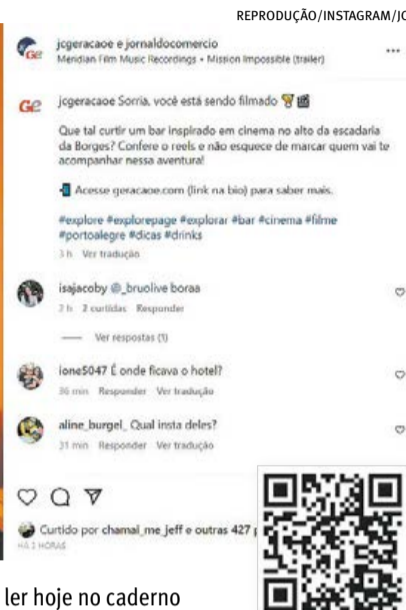 REPRODUÇÃO/INSTAGRAM/JC
jcgeracaoe e jornaldocomercio
Meridian Film Music Recordings • Mission Impossible (trailer)
Ge
Ge
jcgeracaoe Sorria, você está sendo filmado
Que tal curtir um bar inspirado em cinema no alto da escadaria
da Borges? Confere o reels e não esquece de marcar quem vai te
acompanhar nessa aventura!
Acesse geracaoe.com (link na bio) para saber mais.
#explore #explorepage #explorar #bar #cinema #filme
#portoalegre #dicas #drinks
3 h Ver tradução
isajacoby @_bruolive boraa
2 h 2 curtidas Responder
Ver respostas (1)
ione5047 É onde ficava o hotel?
36 min Responder Ver tradução
aline_burgel_ Qual insta deles?
31 min Responder Ver tradução
Curtido por chamal_me_jeff e outras 427 p
HÁ 3 HORAS
ler hoje no caderno